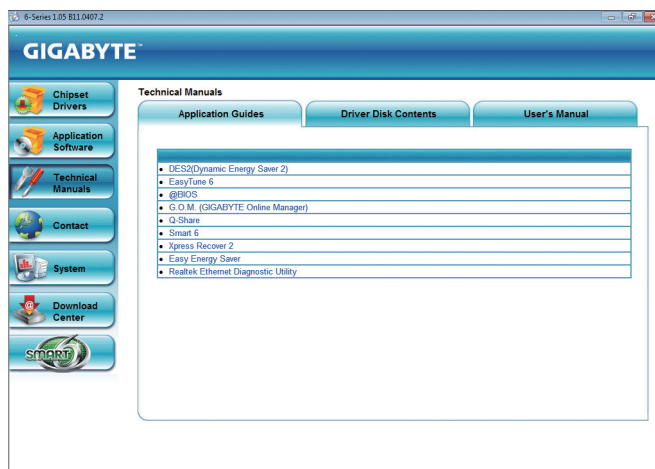 6-Series 1.05 B11.0407.2
GIGABYTE™
Chipset
Drivers
Application
Software
Technical
Manuals
Contact
System
Download
Center
SMART6
Technical Manuals
Application Guides
Driver Disk Contents
User's Manual
DES2(Dynamic Energy Saver 2)
EasyTune 6
@BIOS
G.O.M. (GIGABYTE Online Manager)
Q-Share
Smart 6
Xpress Recover 2
Easy Energy Saver
Realtek Ethernet Diagnostic Utility